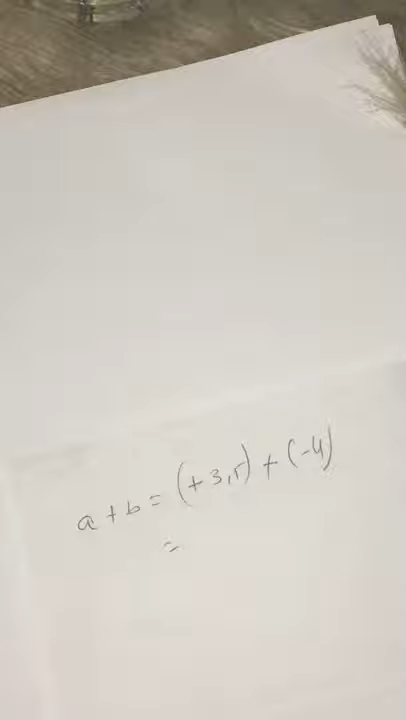 a + b = (+ 3,5) + (-4)
=